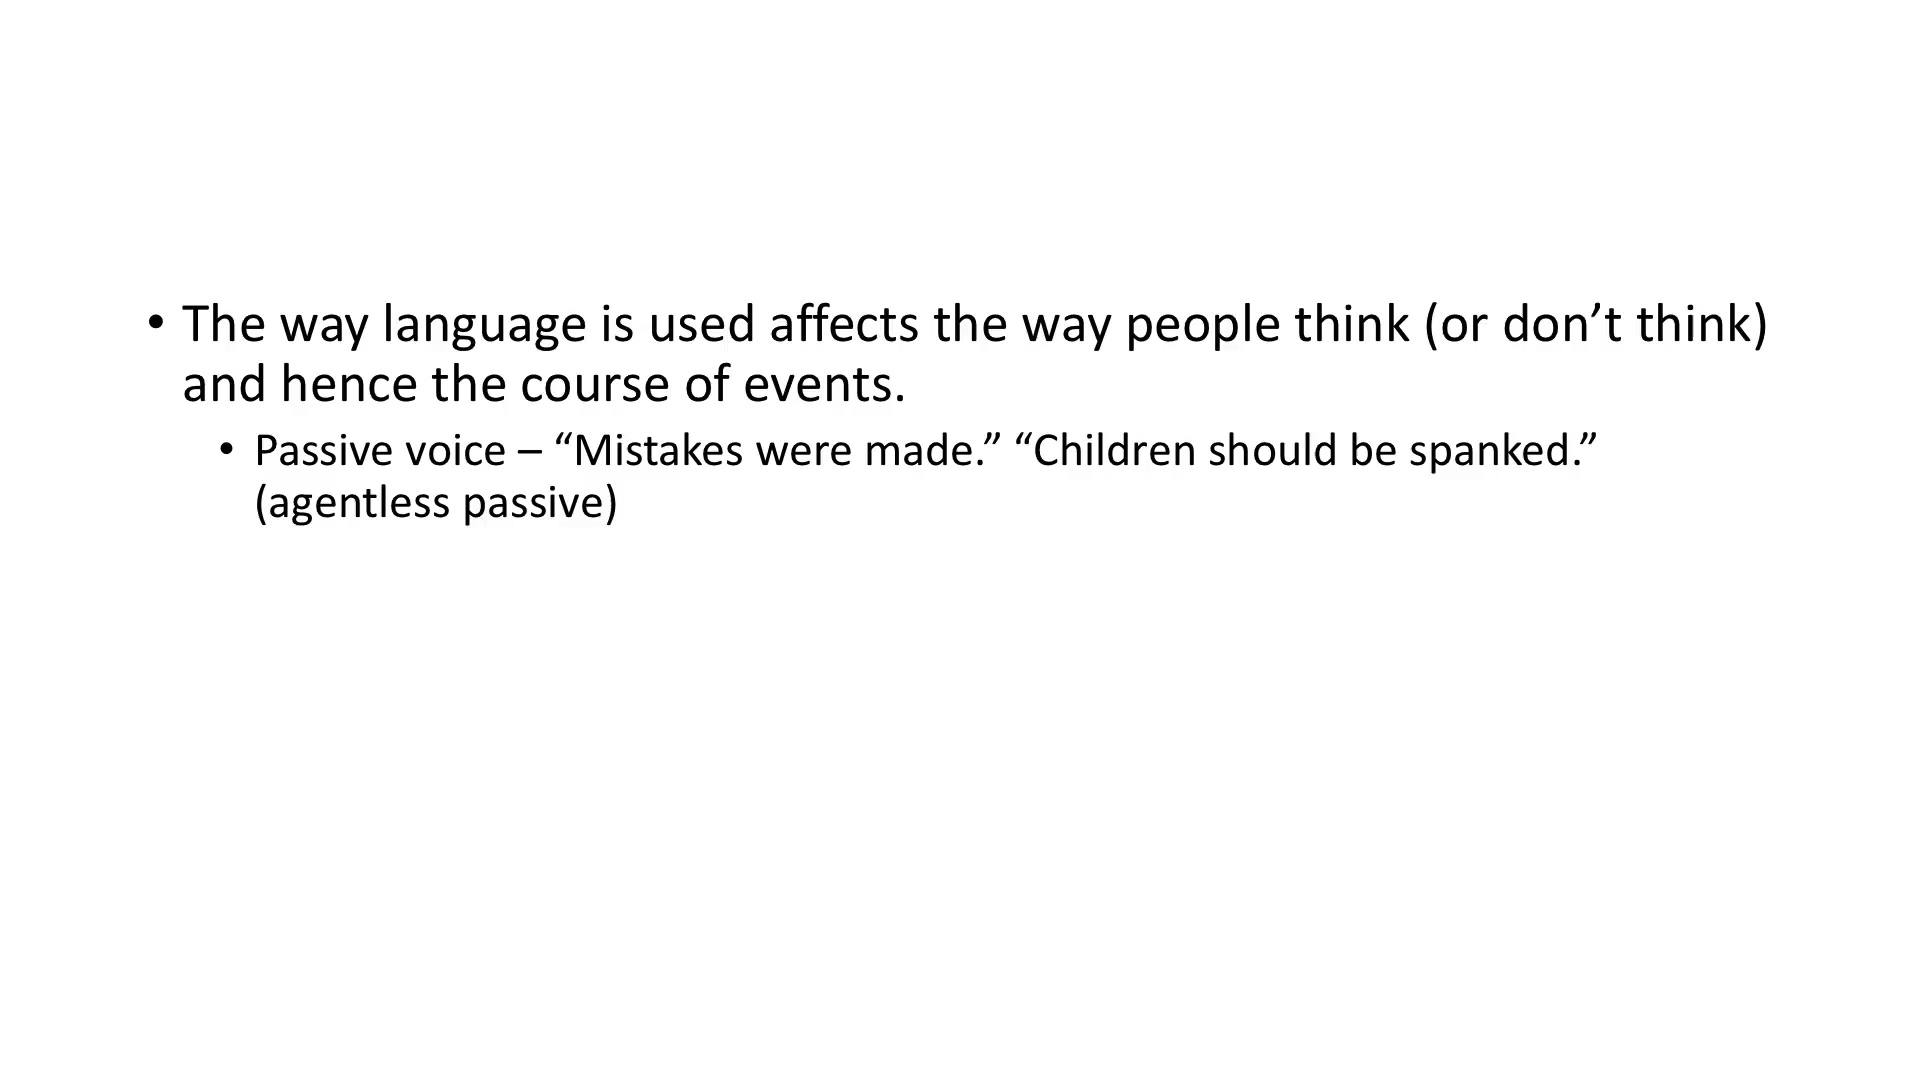 • The way language is used affects the way people think (or don’t think)
and hence the course of events.
• Passive voice – “Mistakes were made.” “Children should be spanked.”
(agentless passive)